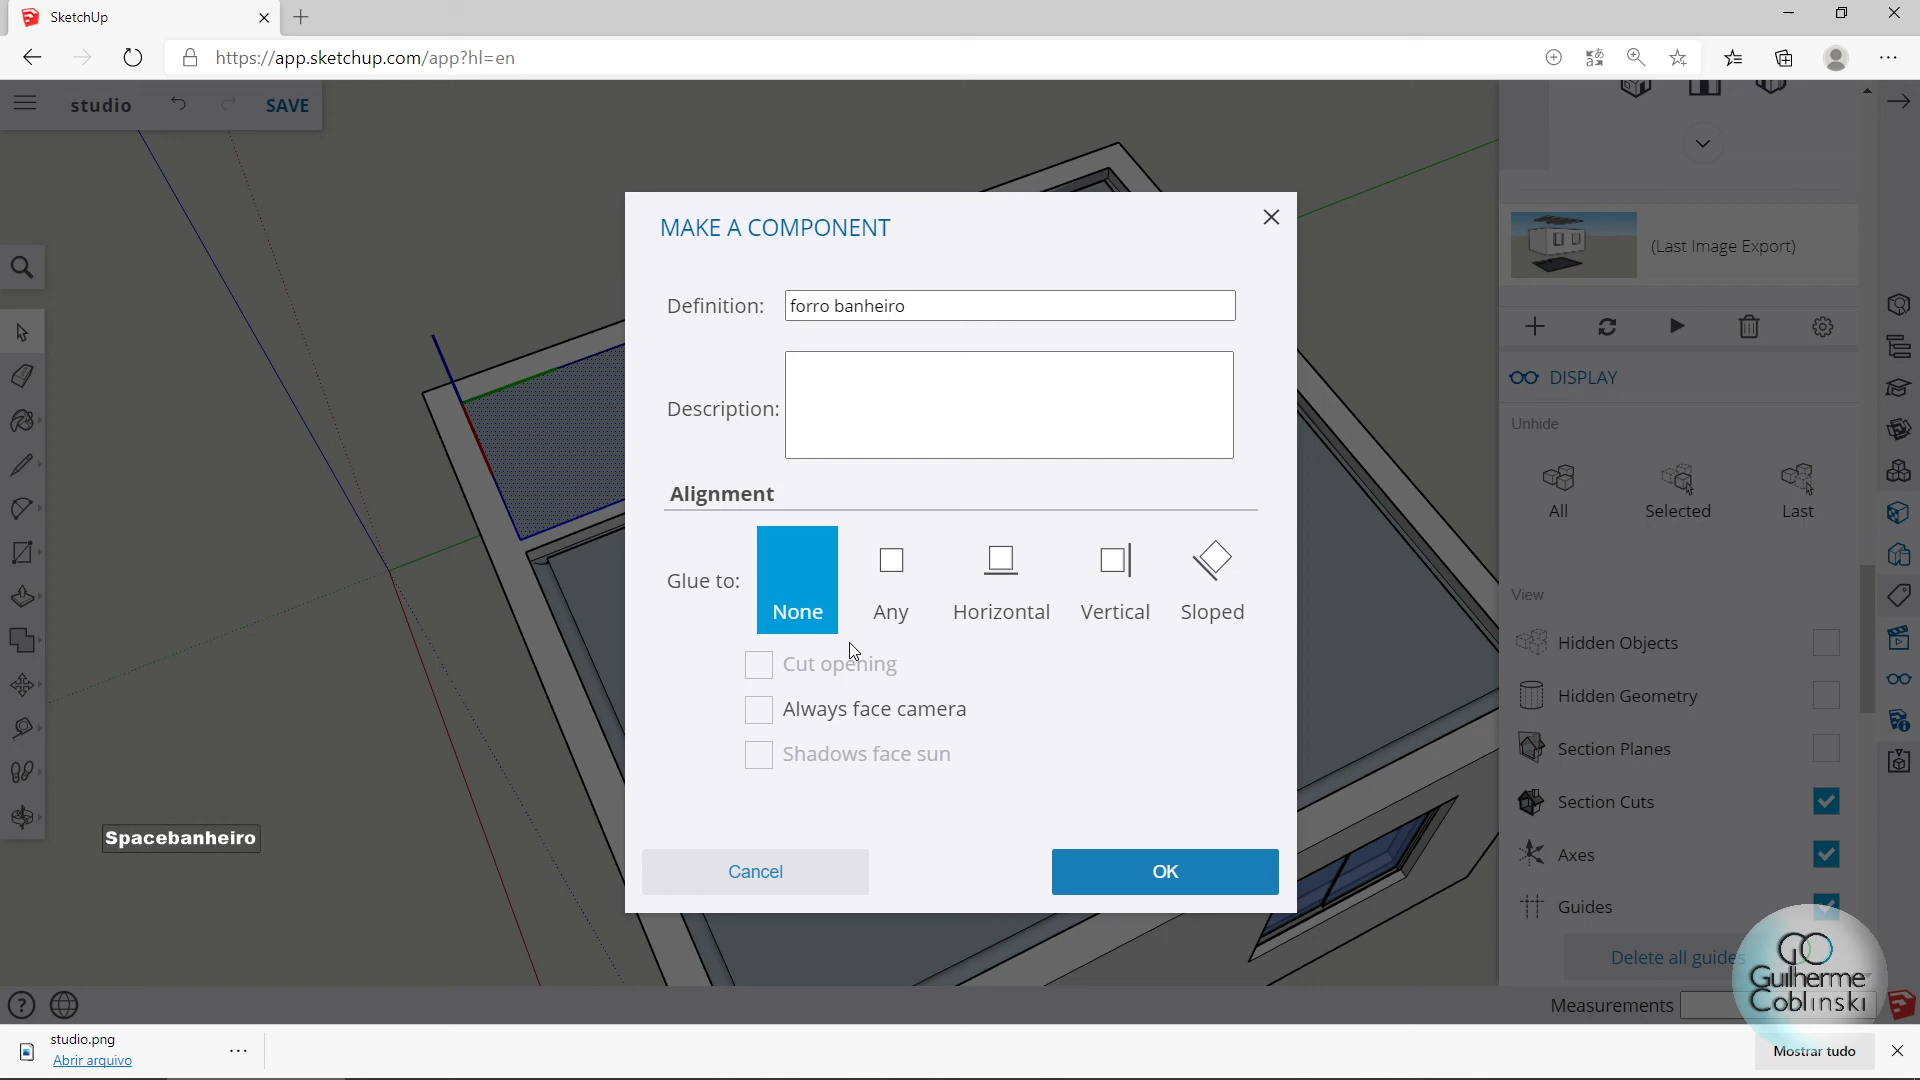 SketchUp
https://app.sketchup.com/app?hl=en
studio
SAVE
MAKE A COMPONENT
Definition:
forro banheiro
Description:
Alignment
Glue to:
None
Any
Horizontal
Vertical
Sloped
Cut opening
Always face camera
Shadows face sun
Cancel
OK
(Last Image Export)
DISPLAY
Unhide
All
Selected
Last
View
Hidden Objects
Hidden Geometry
Section Planes
Section Cuts
Axes
Guides
Delete all guides
Measurements
Spacebanheiro
Guilherme
Coblinski
studio.png
Abrir arquivo
Mostrar tudo